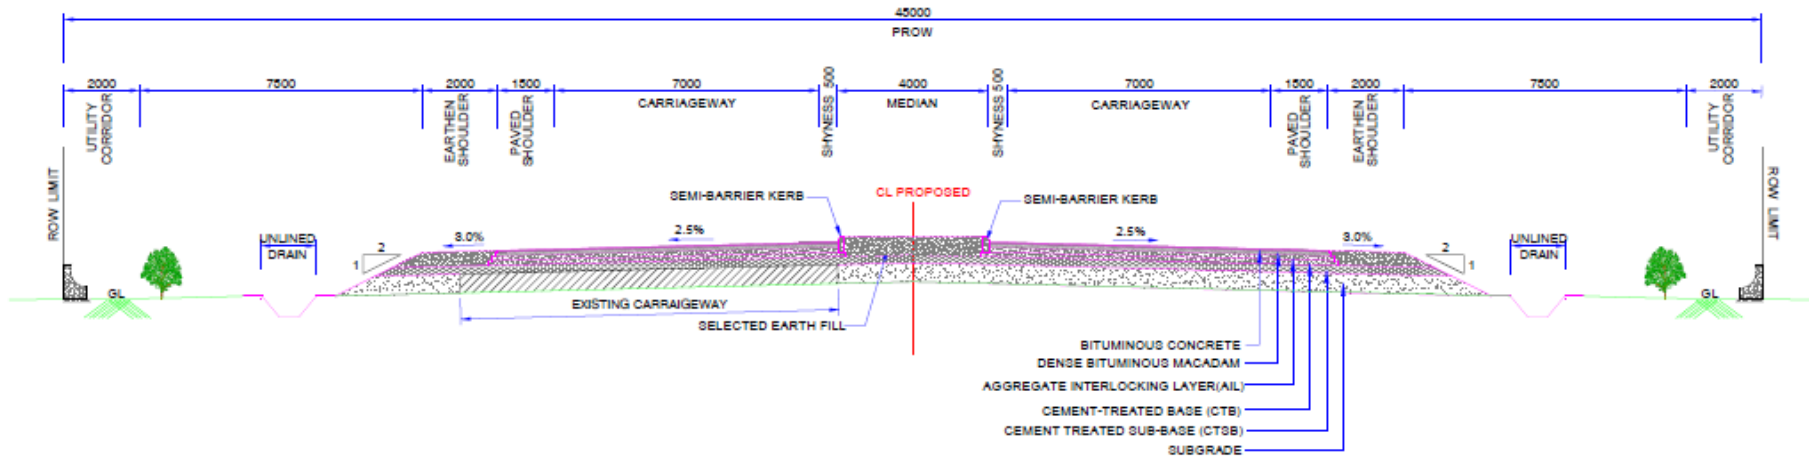 45000
PROW
2000
7500
2000
1500
7000
SHYNESS 500
4000
SHYNESS 500
7000
1500
2000
7500
2000
UTILITY
CORRIDOR
EARTHEN
SHOULDER
PAVED
SHOULDER
CARRIAGEWAY
MEDIAN
CARRIAGEWAY
PAVED
SHOULDER
EARTHEN
SHOULDER
UTILITY
CORRIDOR
ROW LIMIT
ROW LIMIT
SEMI-BARRIER KERB
CL PROPOSED
SEMI-BARRIER KERB
UNLINED
DRAIN
2
1
3.0%
2.5%
2.5%
3.0%
2
1
UNLINED
DRAIN
GL
GL
EXISTING CARRAIGEWAY
SELECTED EARTH FILL
BITUMINOUS CONCRETE
DENSE BITUMINOUS MACADAM
AGGREGATE INTERLOCKING LAYER(AIL)
CEMENT-TREATED BASE (CTB)
CEMENT TREATED SUB-BASE (CTSB)
SUBGRADE